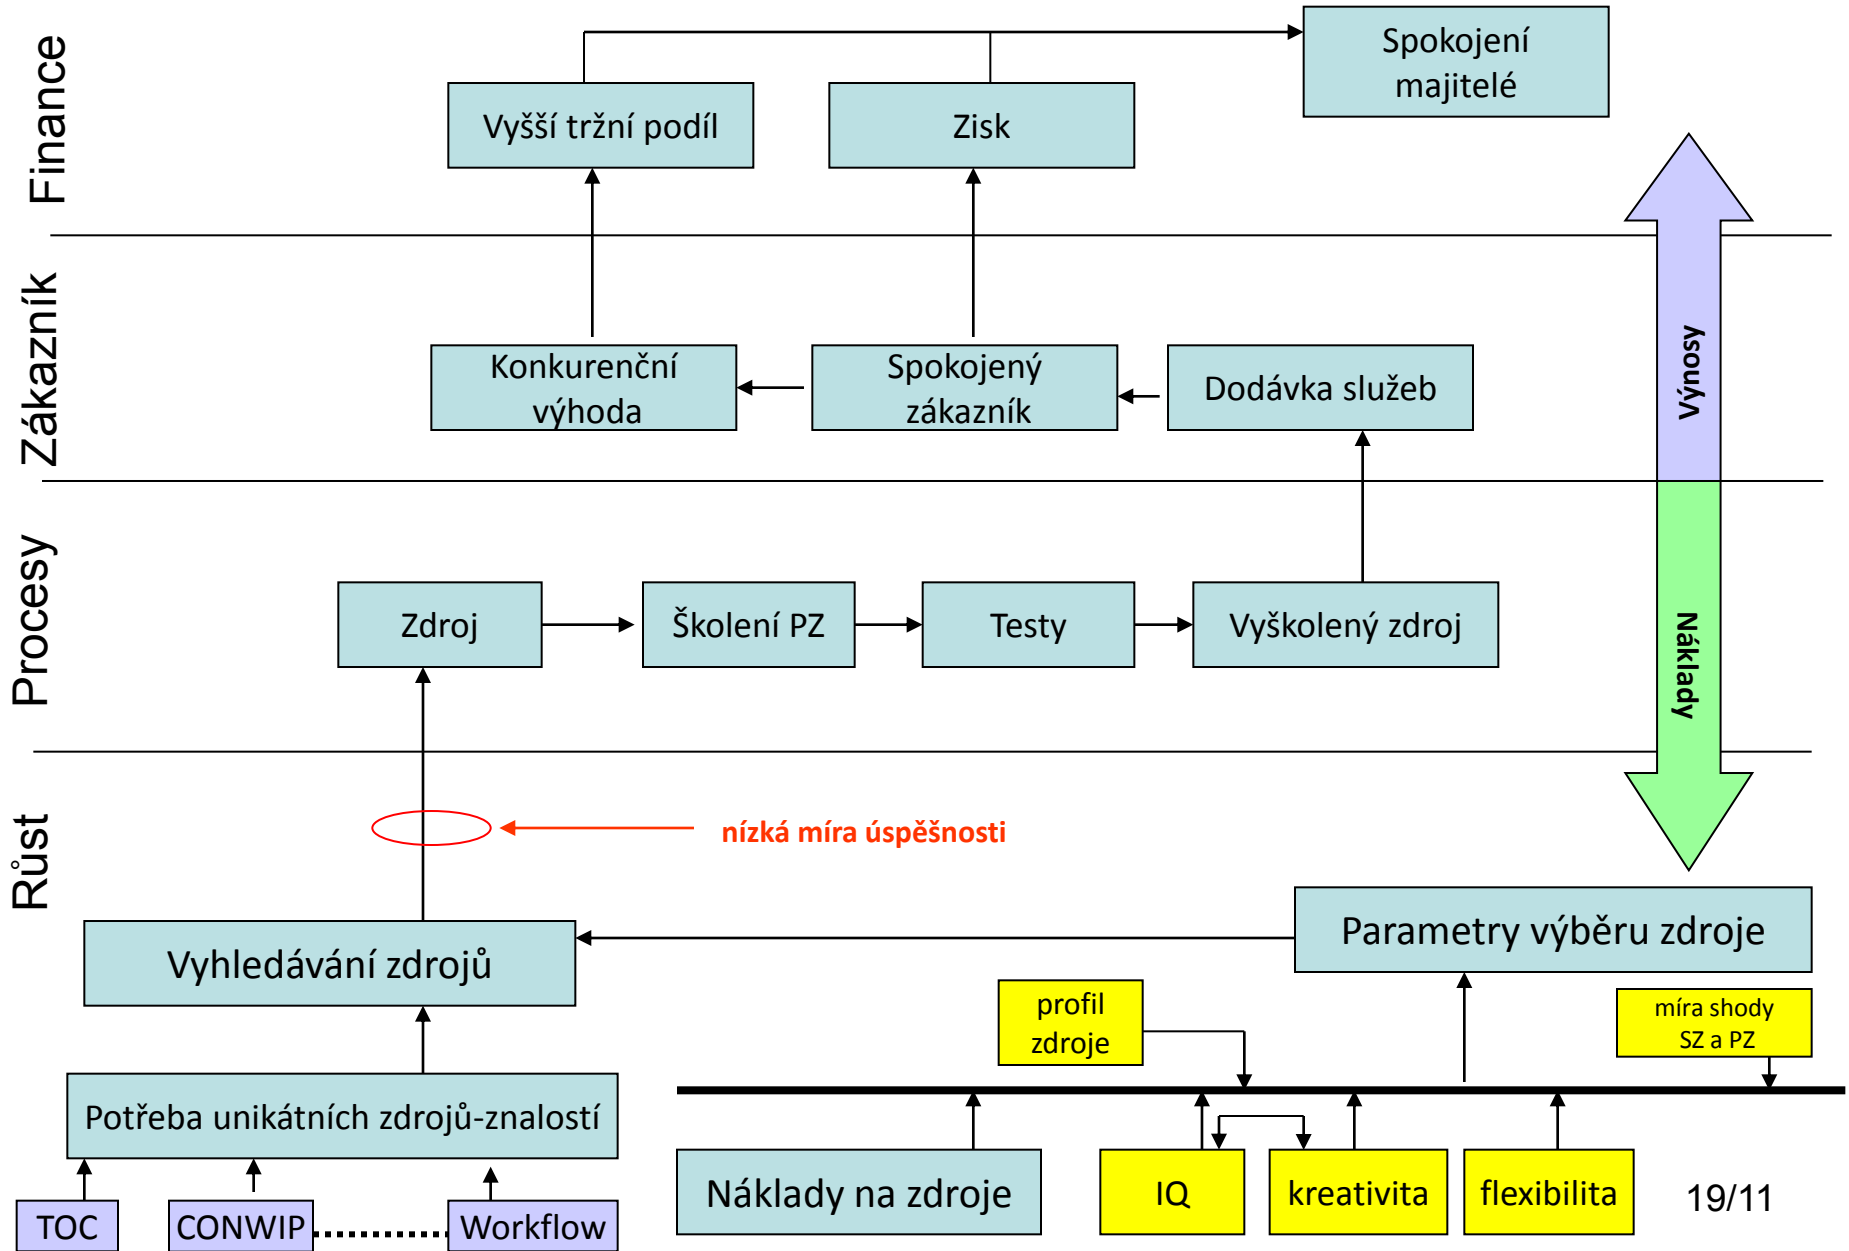 Finance
Spokojení
majitelé
Vyšší tržní podíl
Zisk
Zákazník
Konkurenční
výhoda
Spokojený
zákazník
Dodávka služeb
Výnosy
Procesy
Zdroj
Školení PZ
Testy
Vyškolený zdroj
Náklady
Růst
nízká míra úspěšnosti
Vyhledávání zdrojů
Parametry výběru zdroje
profil
zdroje
míra shody
SZ a PZ
Potřeba unikátních zdrojů-znalostí
Náklady na zdroje
IQ
kreativita
flexibilita
19/11
TOC
CONWIP
Workflow